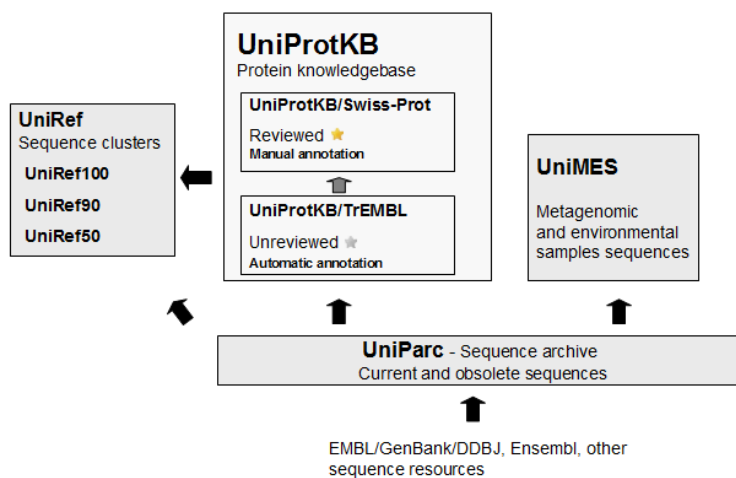 UniProtKB
Protein knowledgebase
UniProtKB/Swiss-Prot
Reviewed
Manual annotation
UniProtKB/TrEMBL
Unreviewed
Automatic annotation
UniRef
Sequence clusters
UniRef100
UniRef90
UniRef50
UniMES
Metagenomic
and environmental
samples sequences
UniParc - Sequence archive
Current and obsolete sequences
EMBL/GenBank/DDBJ, Ensembl, other
sequence resources